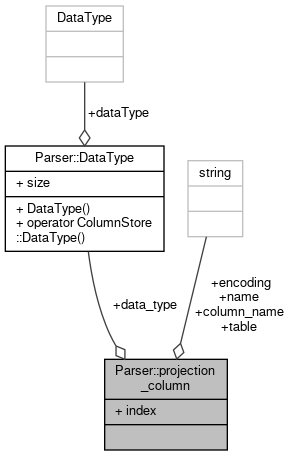 DataType
+dataType
Parser::DataType
+ size
+ DataType()
+ operator ColumnStore
::DataType()
string
+data_type
+encoding
+name
+column_name
+table
Parser::projection
_column
+ index